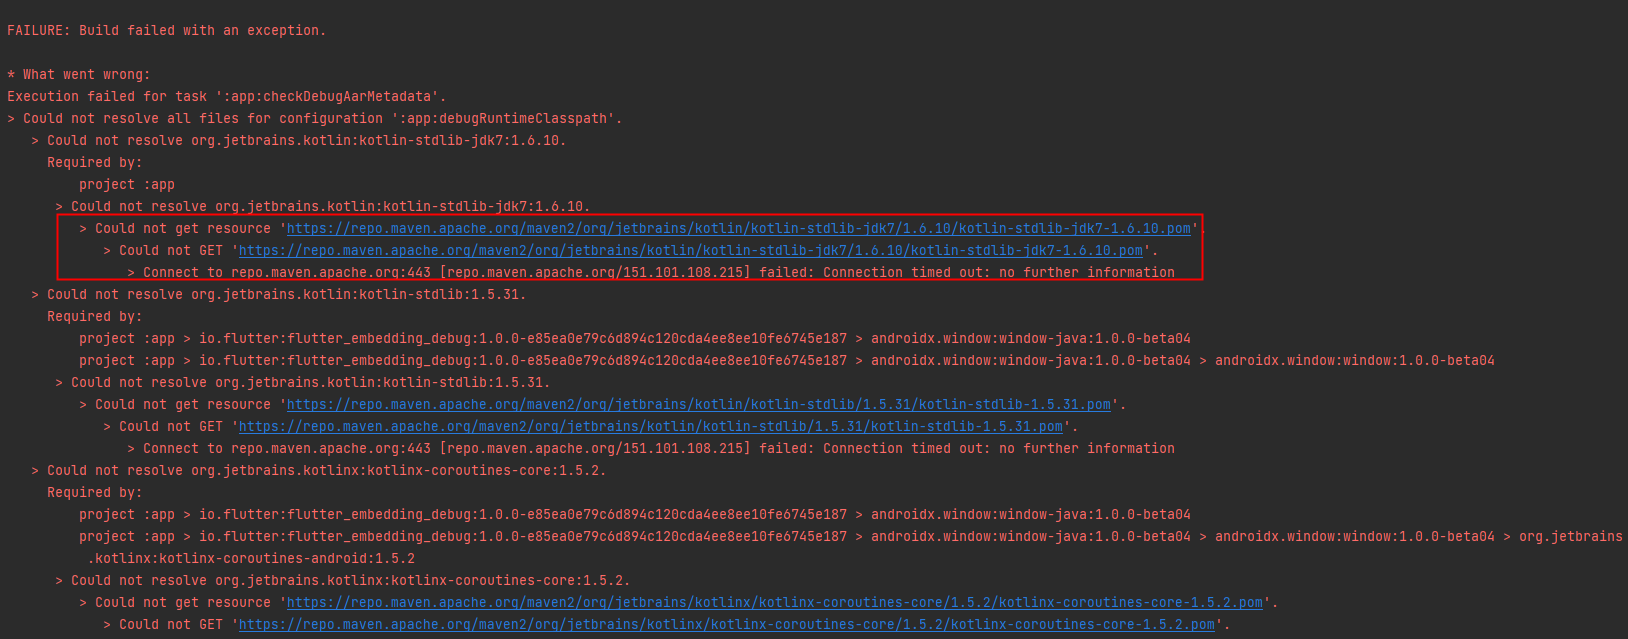 FAILURE: Build failed with an exception.
* What went wrong:
Execution failed for task ':app:checkDebugAarMetadata'.
> Could not resolve all files for configuration ':app:debugRuntimeClasspath'.
> Could not resolve org.jetbrains.kotlin:kotlin-stdlib-jdk7:1.6.10.
Required by:
project :app
> Could not resolve org.jetbrains.kotlin:kotlin-stdlib-jdk7:1.6.10.
> Could not get resource 'https://repo.maven.apache.org/maven2/org/jetbrains/kotlin/kotlin-stdlib-jdk7/1.6.10/kotlin-stdlib-jdk7-1.6.10.pom'.
> Could not GET 'https://repo.maven.apache.org/maven2/org/jetbrains/kotlin/kotlin-stdlib-jdk7/1.6.10/kotlin-stdlib-jdk7-1.6.10.pom'.
> Connect to repo.maven.apache.org:443 [repo.maven.apache.org/151.101.108.215] failed: Connection timed out: no further information
> Could not resolve org.jetbrains.kotlin:kotlin-stdlib:1.5.31.
Required by:
project :app > io.flutter:flutter_embedding_debug:1.0.0-e85ea0e79c6d894c120cda4ee8ee10fe6745e187 > androidx.window:window-java:1.0.0-beta04
project :app > io.flutter:flutter_embedding_debug:1.0.0-e85ea0e79c6d894c120cda4ee8ee10fe6745e187 > androidx.window:window-java:1.0.0-beta04 > androidx.window:window:1.0.0-beta04
> Could not resolve org.jetbrains.kotlin:kotlin-stdlib:1.5.31.
> Could not get resource 'https://repo.maven.apache.org/maven2/org/jetbrains/kotlin/kotlin-stdlib/1.5.31/kotlin-stdlib-1.5.31.pom'.
> Could not GET 'https://repo.maven.apache.org/maven2/org/jetbrains/kotlin/kotlin-stdlib/1.5.31/kotlin-stdlib-1.5.31.pom'.
> Connect to repo.maven.apache.org:443 [repo.maven.apache.org/151.101.108.215] failed: Connection timed out: no further information
> Could not resolve org.jetbrains.kotlinx:kotlinx-coroutines-core:1.5.2.
Required by:
project :app > io.flutter:flutter_embedding_debug:1.0.0-e85ea0e79c6d894c120cda4ee8ee10fe6745e187 > androidx.window:window-java:1.0.0-beta04
project :app > io.flutter:flutter_embedding_debug:1.0.0-e85ea0e79c6d894c120cda4ee8ee10fe6745e187 > androidx.window:window-java:1.0.0-beta04 > androidx.window:window:1.0.0-beta04 > org.jetbrains
.kotlinx:kotlinx-coroutines-android:1.5.2
> Could not resolve org.jetbrains.kotlinx:kotlinx-coroutines-core:1.5.2.
> Could not get resource 'https://repo.maven.apache.org/maven2/org/jetbrains/kotlinx/kotlinx-coroutines-core/1.5.2/kotlinx-coroutines-core-1.5.2.pom'.
> Could not GET 'https://repo.maven.apache.org/maven2/org/jetbrains/kotlinx/kotlinx-coroutines-core/1.5.2/kotlinx-coroutines-core-1.5.2.pom'.